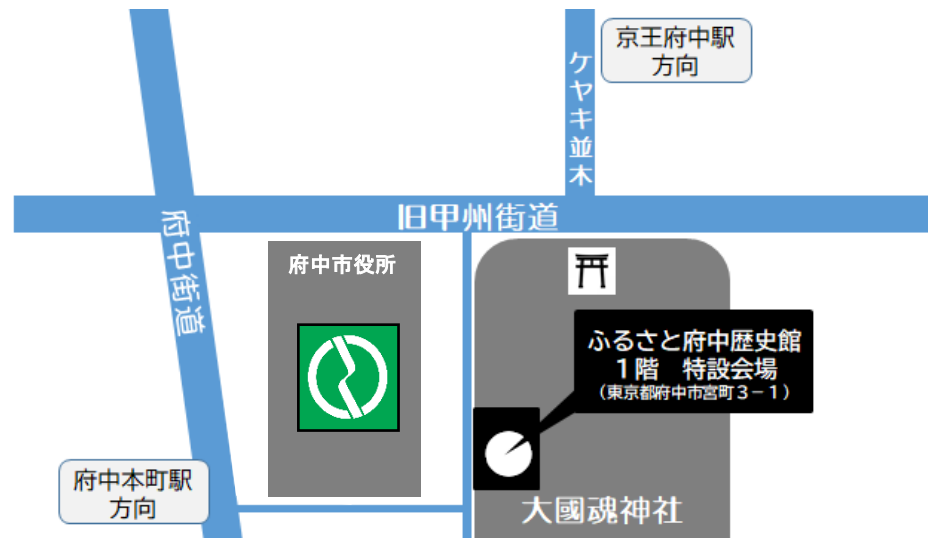 京王府中駅
方向
ケヤキ並木
旧甲州街道
府中街道
府中市役所
ふるさと府中歴史館
1階　特設会場
（東京都府中市宮町3－1）
府中本町駅
方向
大國魂神社